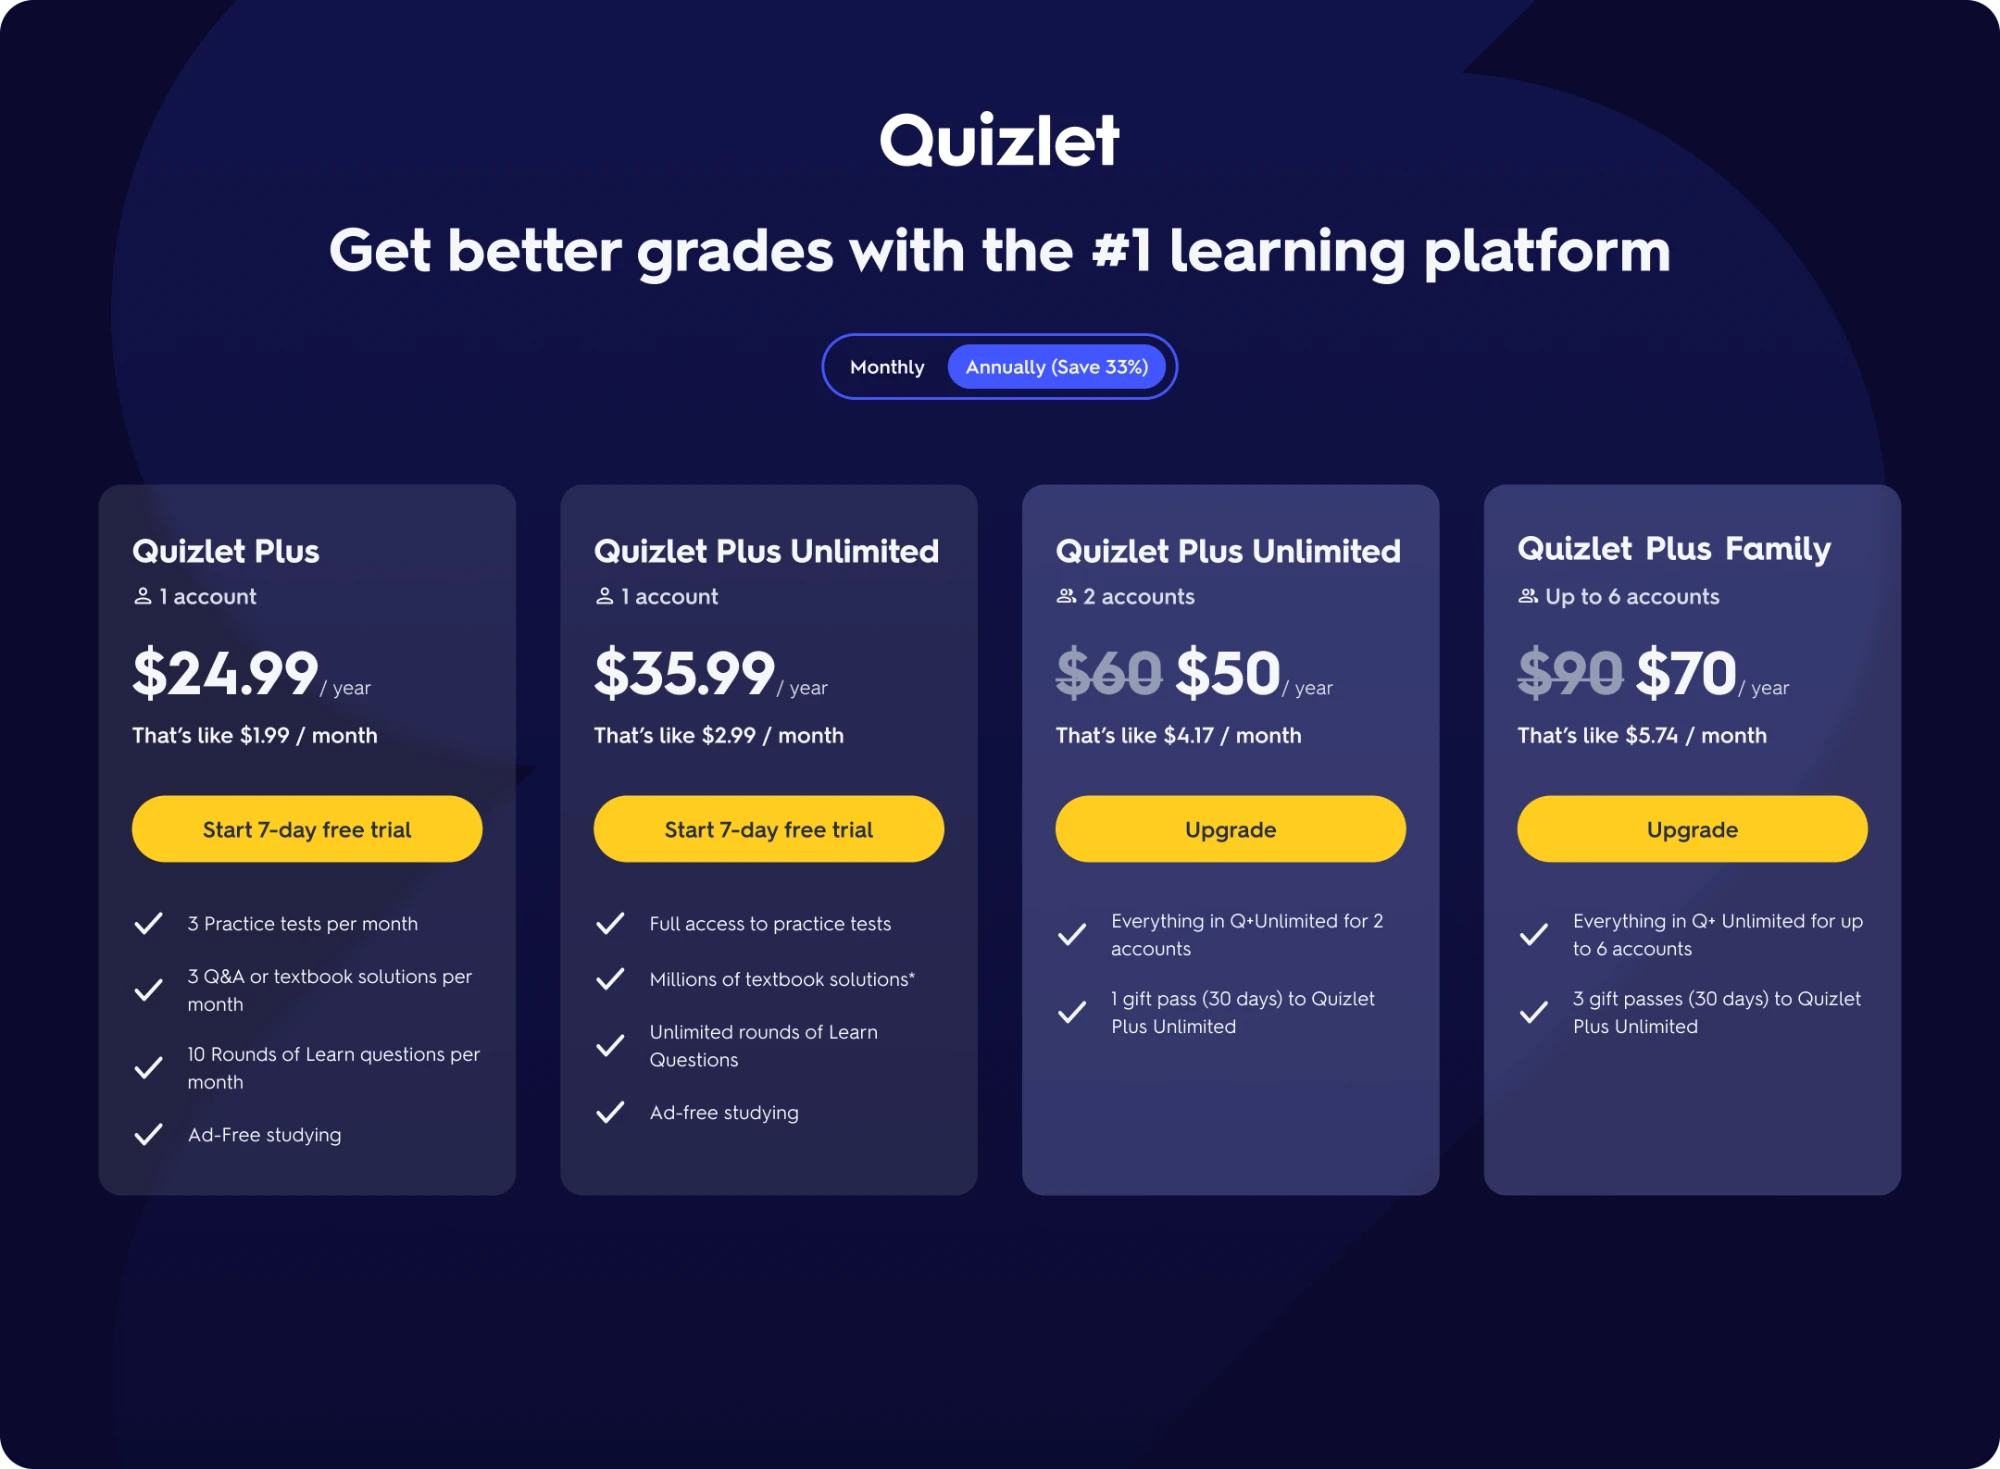 Quizlet
Get better grades with the #1 learning platform
Monthly
Annually (Save 33%)
Quizlet Plus
1 account
$24.99 / year
That's like $1.99 / month
Start 7-day free trial
3 Practice tests per month
3 Q&A or textbook solutions per
month
10 Rounds of Learn questions per
month
Ad-Free studying
Quizlet Plus Unlimited
1 account
$35.99 / year
That's like $2.99 / month
Start 7-day free trial
Full access to practice tests
Millions of textbook solutions*
Unlimited rounds of Learn
Questions
Ad-free studying
Quizlet Plus Unlimited
2 accounts
$60 $50 / year
That's like $4.17 / month
Upgrade
Everything in Q+Unlimited for 2
accounts
1 gift pass (30 days) to Quizlet
Plus Unlimited
Quizlet Plus Family
Up to 6 accounts
$90 $70 / year
That's like $5.74 / month
Upgrade
Everything in Q+ Unlimited for up
to 6 accounts
3 gift passes (30 days) to Quizlet
Plus Unlimited